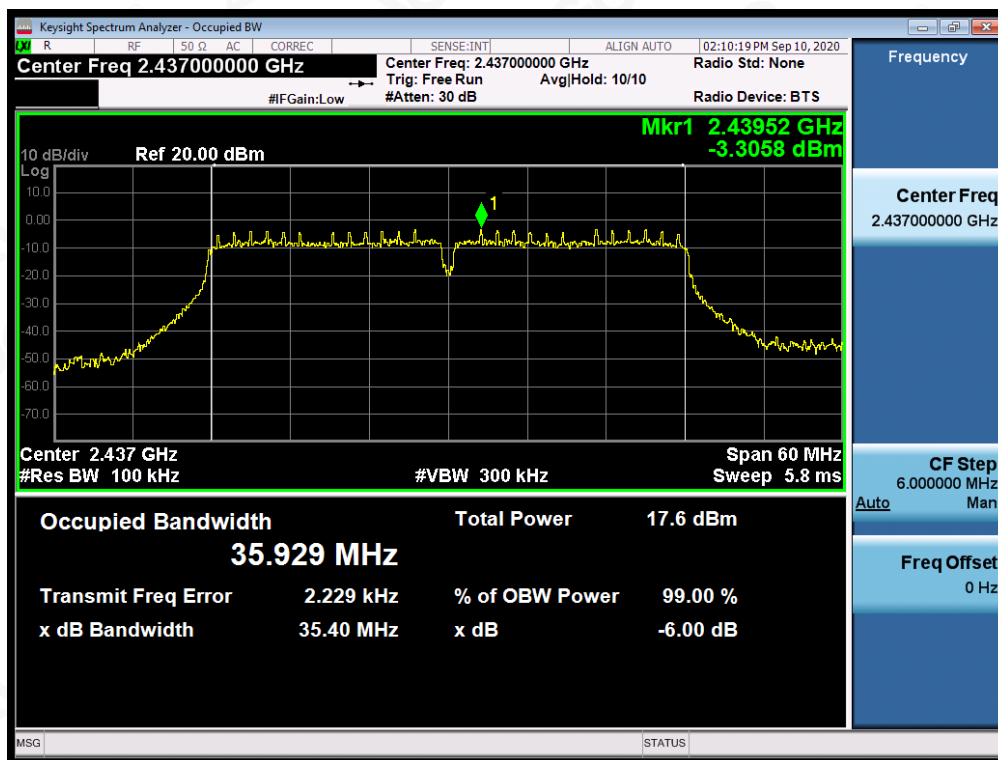 Keysight Spectrum Analyzer - Occupied BW
LXI R RF 50 Ω AC CORREC SENSE:INT ALIGN AUTO 02:10:19 PM Sep 10, 2020
Center Freq 2.437000000 GHz
Center Freq: 2.437000000 GHz Radio Std: None
Trig: Free Run Avg|Hold: 10/10
#IFGain:Low #Atten: 30 dB Radio Device: BTS
Mkr1 2.43952 GHz
-3.3058 dBm
10 dB/div Ref 20.00 dBm
Log
10.0
1
0.00
-10.0
-20.0
-30.0
-40.0
-50.0
-60.0
-70.0
Center 2.437 GHz Span 60 MHz
#Res BW 100 kHz #VBW 300 kHz Sweep 5.8 ms
Occupied Bandwidth Total Power 17.6 dBm
35.929 MHz
Transmit Freq Error 2.229 kHz % of OBW Power 99.00 %
x dB Bandwidth 35.40 MHz x dB -6.00 dB
MSG STATUS
Frequency
Center Freq
2.437000000 GHz
CF Step
6.000000 MHz
Auto Man
Freq Offset
0 Hz